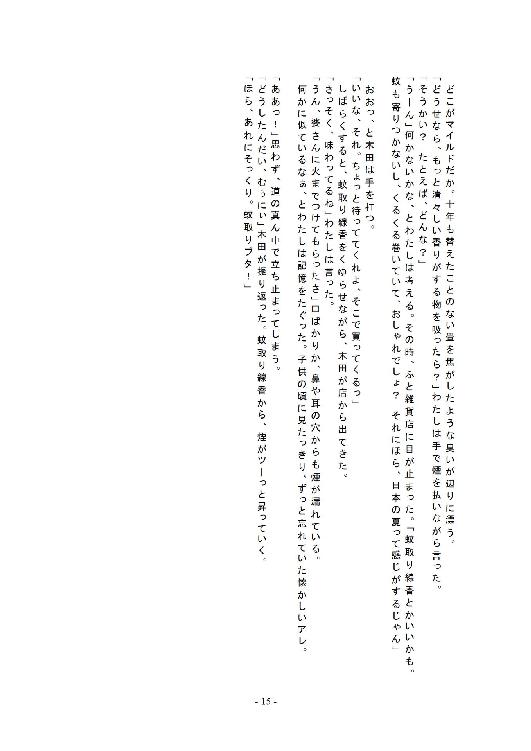 どこがマイルドだか。十年も替えたことのない畳を焦がしたような臭いが辺りに漂う。
「どうせなら、もっと清々しい香りがする物を吸ったら？」わたしは手で煙を払いながら言った。
「そうかい？　たとえば、どんな？」
「うーん」何かないかな、とわたしは考える。その時、ふと雑貨店に目が止まった。「蚊取り線香とかいいかも。
蚊も寄りつかないし、くるくる巻いていて、おしゃれでしょ？　それにほら、日本の夏って感じがするじゃん」
おおっ、と木田は手を打つ。
「いいな、それ。ちょっと待っててくれよ、そこで買ってくるっ」
しばらくすると、蚊取り線香をくゆらせながら、木田が店から出てきた。
「さっそく、味わってるね」わたしは言った。
「うん、婆さんに火までつけてもらったさ」口ばかりか、鼻や耳の穴からも煙が漏れている。
何かに似ているなぁ、とわたしは記憶をたぐった。子供の頃に見たっきり、ずっと忘れていた懐かしいアレ。
「ああっ！」思わず、道の真ん中で立ち止まってしまう。
「どうしたんだい、むぅにぃ」木田が振り返った。蚊取り線香から、煙がツーっと昇っていく。
「ほら、あれにそっくり。蚊取りブタ！」
- 15 -